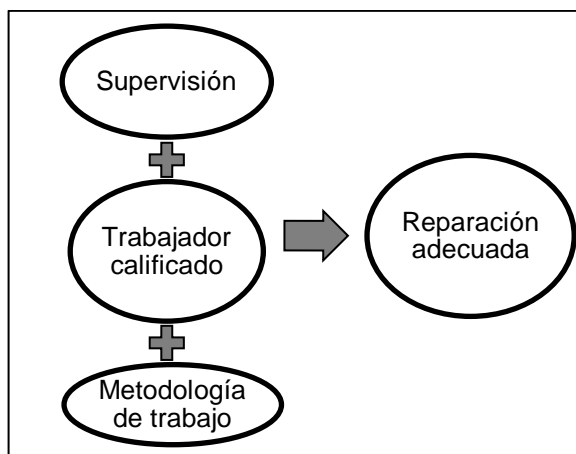 Supervisión
Trabajador
calificado
Reparación
adecuada
Metodología
de trabajo